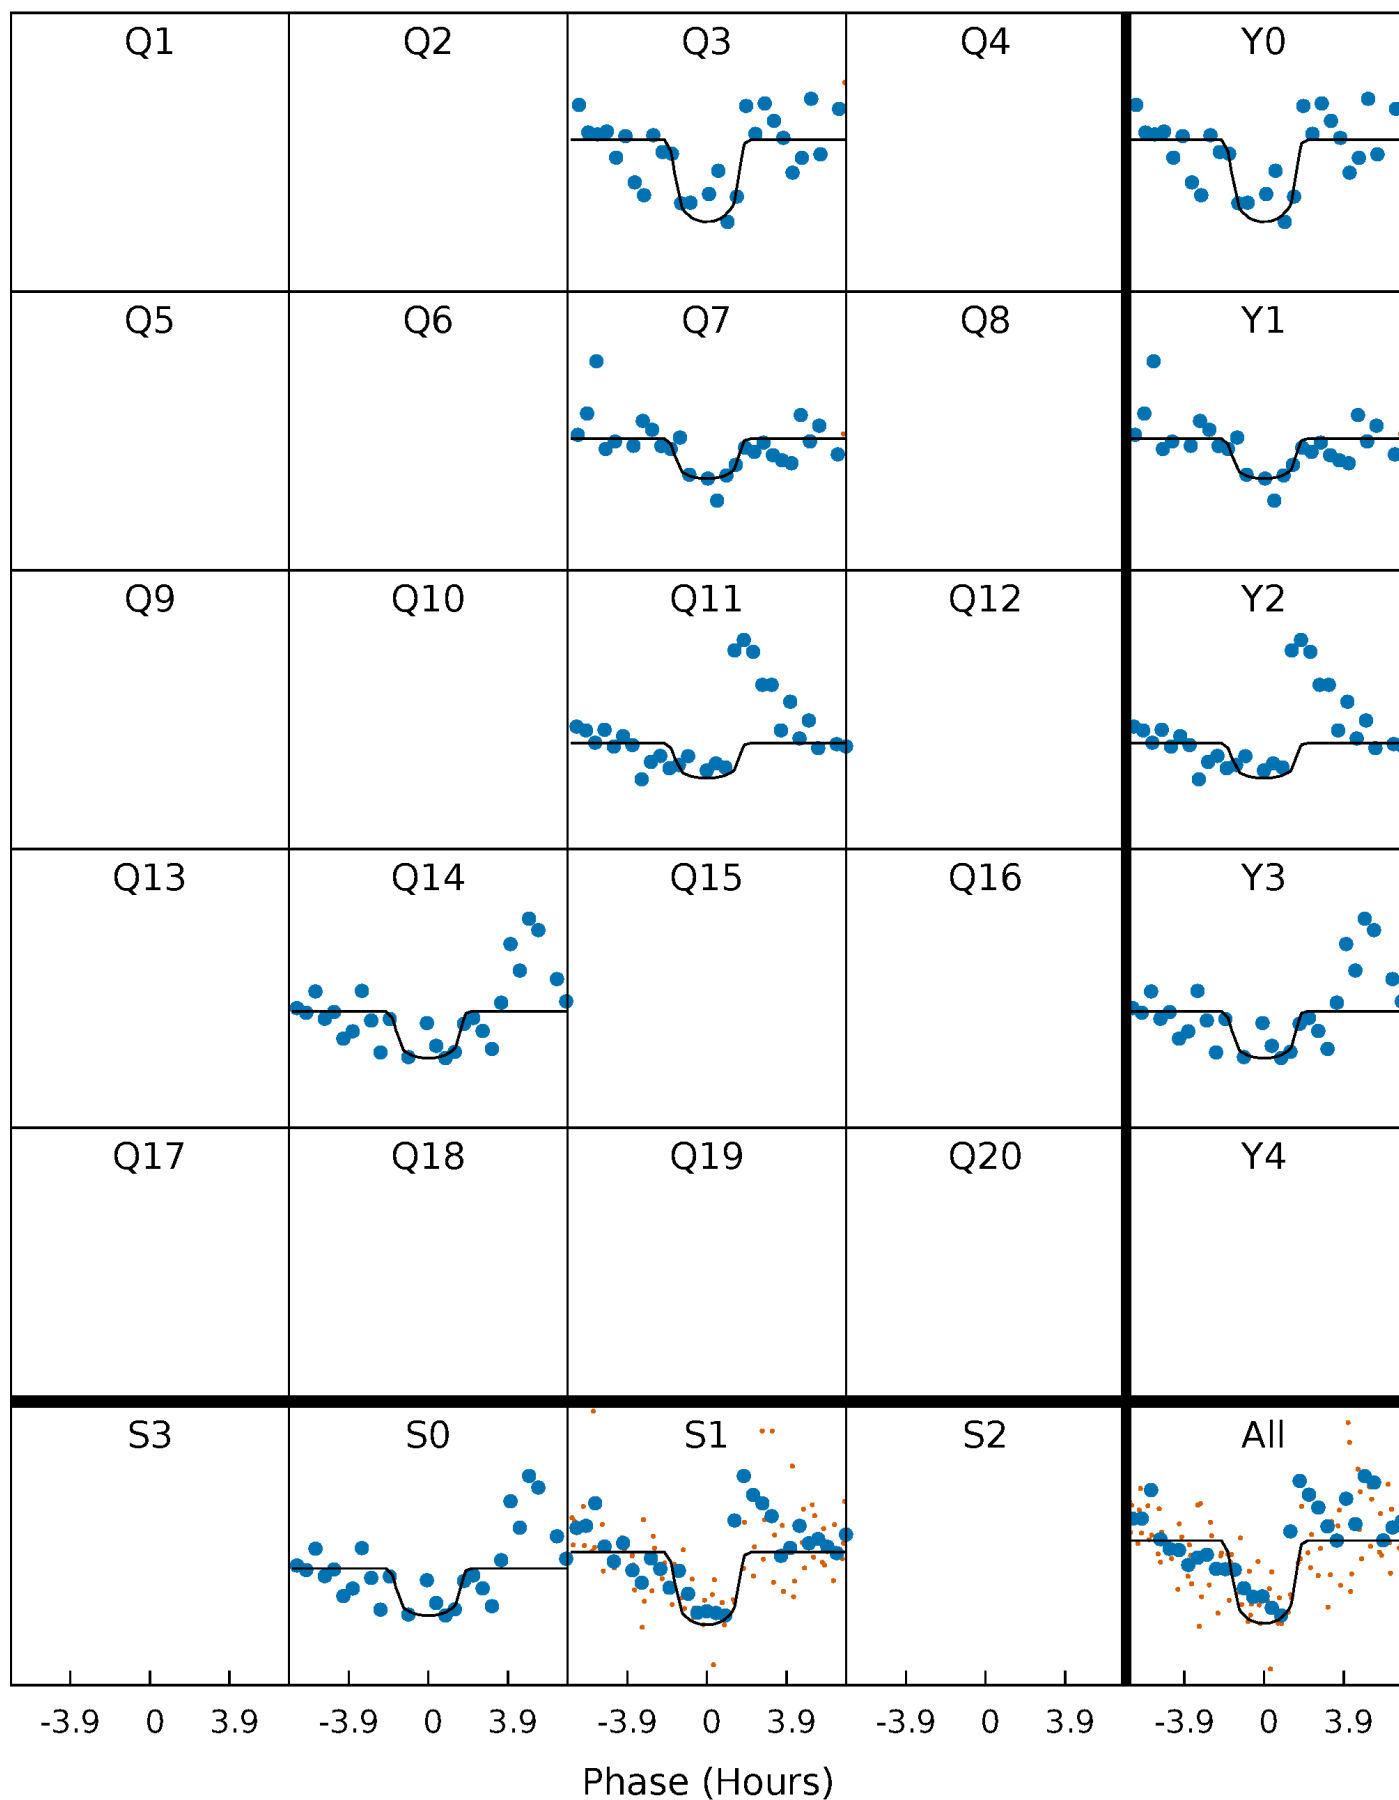 Q1 Q2 Q3 Q4 Y0
Q5 Q6 Q7 Q8 Y1
Q9 Q10 Q11 Q12 Y2
Q13 Q14 Q15 Q16 Y3
Q17 Q18 Q19 Q20 Y4
S3 S0 S1 S2 All
-3.9 0 3.9 -3.9 0 3.9 -3.9 0 3.9 -3.9 0 3.9 -3.9 0 3.9
Phase (Hours)